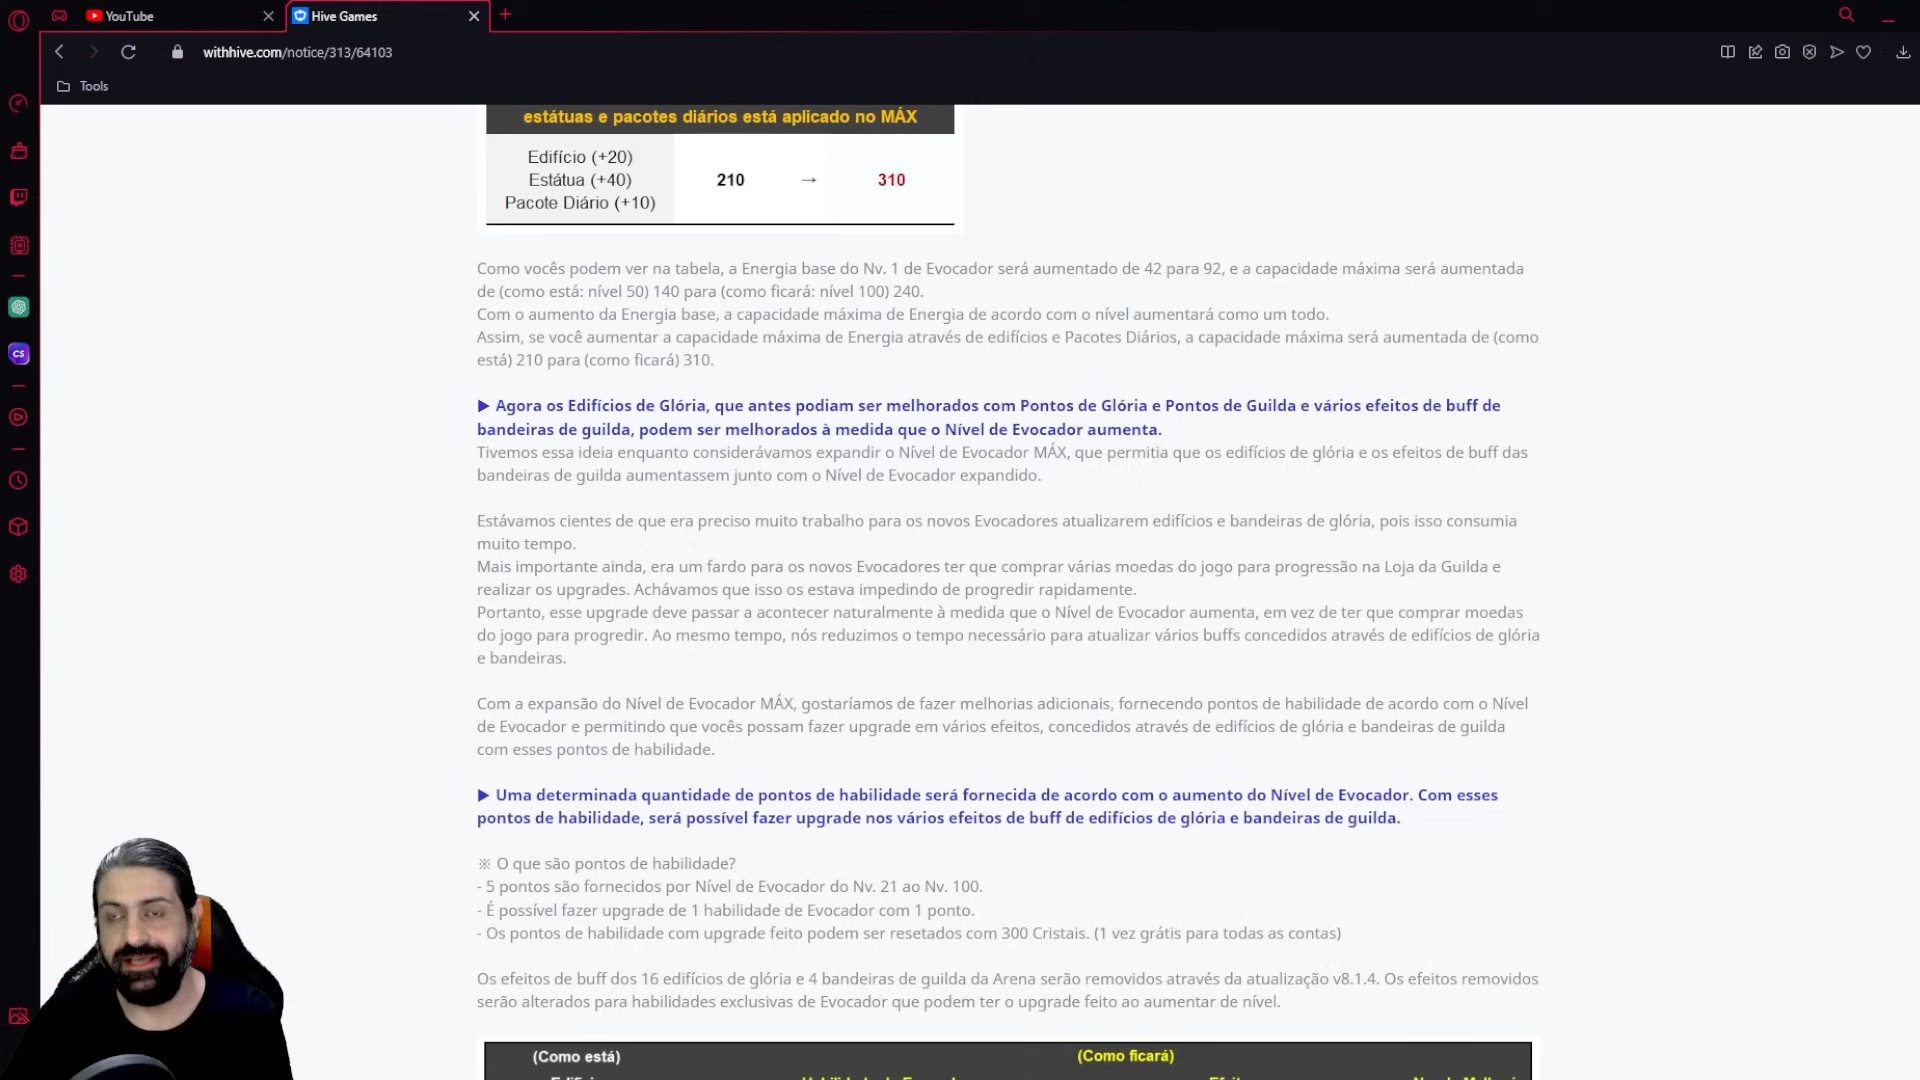 YouTube
Hive Games
withhive.com/notice/313/64103
Tools
CS
estátuas e pacotes diários está aplicado no MÁX
Edifício (+20)
Estátua (+40)
Pacote Diário (+10)
210 → 310
Como vocês podem ver na tabela, a Energia base do Nv. 1 de Evocador será aumentado de 42 para 92, e a capacidade máxima será aumentada
de (como está: nível 50) 140 para (como ficará: nível 100) 240.
Com o aumento da Energia base, a capacidade máxima de Energia de acordo com o nível aumentará como um todo.
Assim, se você aumentar a capacidade máxima de Energia através de edifícios e Pacotes Diários, a capacidade máxima será aumentada de (como
está) 210 para (como ficará) 310.
▶ Agora os Edifícios de Glória, que antes podiam ser melhorados com Pontos de Glória e Pontos de Guilda e vários efeitos de buff de
bandeiras de guilda, podem ser melhorados à medida que o Nível de Evocador aumenta.
Tivemos essa ideia enquanto considerávamos expandir o Nível de Evocador MÁX, que permitia que os edifícios de glória e os efeitos de buff das
bandeiras de guilda aumentassem junto com o Nível de Evocador expandido.
Estávamos cientes de que era preciso muito trabalho para os novos Evocadores atualizarem edifícios e bandeiras de glória, pois isso consumia
muito tempo.
Mais importante ainda, era um fardo para os novos Evocadores ter que comprar várias moedas do jogo para progressão na Loja da Guilda e
realizar os upgrades. Achávamos que isso os estava impedindo de progredir rapidamente.
Portanto, esse upgrade deve passar a acontecer naturalmente à medida que o Nível de Evocador aumenta, em vez de ter que comprar moedas
do jogo para progredir. Ao mesmo tempo, nós reduzimos o tempo necessário para atualizar vários buffs concedidos através de edifícios de glória
e bandeiras.
Com a expansão do Nível de Evocador MÁX, gostaríamos de fazer melhorias adicionais, fornecendo pontos de habilidade de acordo com o Nível
de Evocador e permitindo que vocês possam fazer upgrade em vários efeitos, concedidos através de edifícios de glória e bandeiras de guilda
com esses pontos de habilidade.
▶ Uma determinada quantidade de pontos de habilidade será fornecida de acordo com o aumento do Nível de Evocador. Com esses
pontos de habilidade, será possível fazer upgrade nos vários efeitos de buff de edifícios de glória e bandeiras de guilda.
※ O que são pontos de habilidade?
- 5 pontos são fornecidos por Nível de Evocador do Nv. 21 ao Nv. 100.
- É possível fazer upgrade de 1 habilidade de Evocador com 1 ponto.
- Os pontos de habilidade com upgrade feito podem ser resetados com 300 Cristais. (1 vez grátis para todas as contas)
Os efeitos de buff dos 16 edifícios de glória e 4 bandeiras de guilda da Arena serão removidos através da atualização v8.1.4. Os efeitos removidos
serão alterados para habilidades exclusivas de Evocador que podem ter o upgrade feito ao aumentar de nível.
(Como está) (Como ficará)